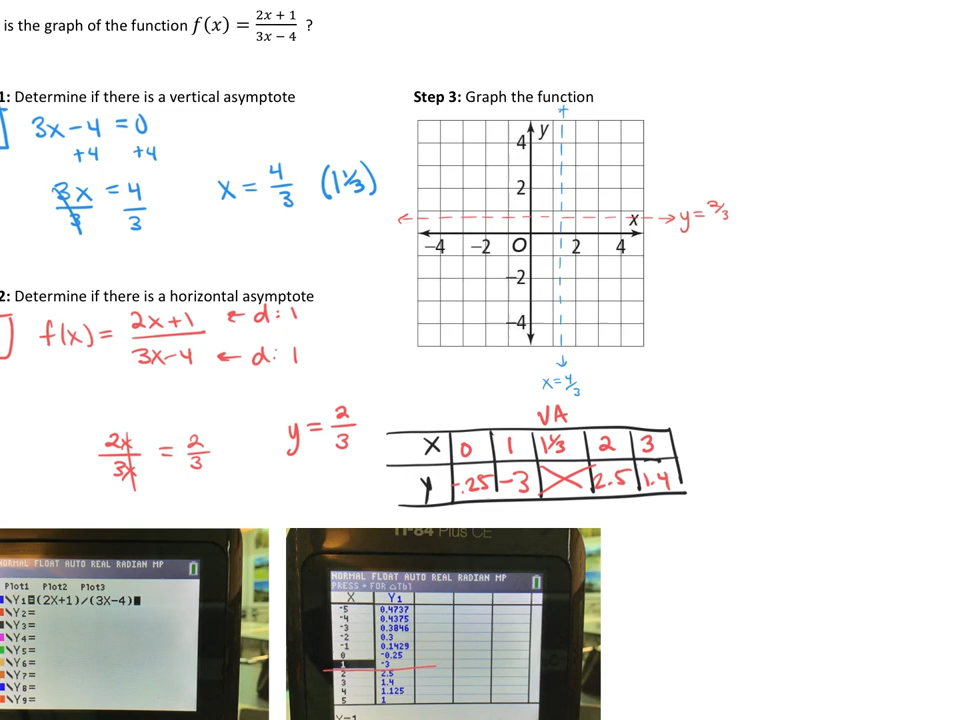 is the graph of the function f(x) = (2x + 1)/(3x − 4) ?
1: Determine if there is a vertical asymptote
3x − 4 = 0
+4 +4
3x/3 = 4/3
x = 4/3 (1⅓)
2: Determine if there is a horizontal asymptote
f(x) = (2x+1)/(3x−4)
← d: 1
← d: 1
2x/3x = 2/3
y = 2/3
Step 3: Graph the function
y
4
2
x
−4 −2 O 2 4
−2
−4
y = 2/3
x = 4/3
VA
X 0 1 1⅓ 2 3
Y -.25 -3 2.5 1.4
NORMAL FLOAT AUTO REAL RADIAN MP
Plot1 Plot2 Plot3
\Y1=(2X+1)/(3X-4)
\Y2=
\Y3=
\Y4=
\Y5=
\Y6=
\Y7=
\Y8=
\Y9=
TI-84 Plus CE
NORMAL FLOAT AUTO REAL RADIAN MP
PRESS + FOR △Tbl
X Y1
-5 0.4737
-4 0.4375
-3 0.3846
-2 0.3
-1 0.1429
0 -0.25
1 -3
2 2.5
3 1.4
4 1.125
5 1